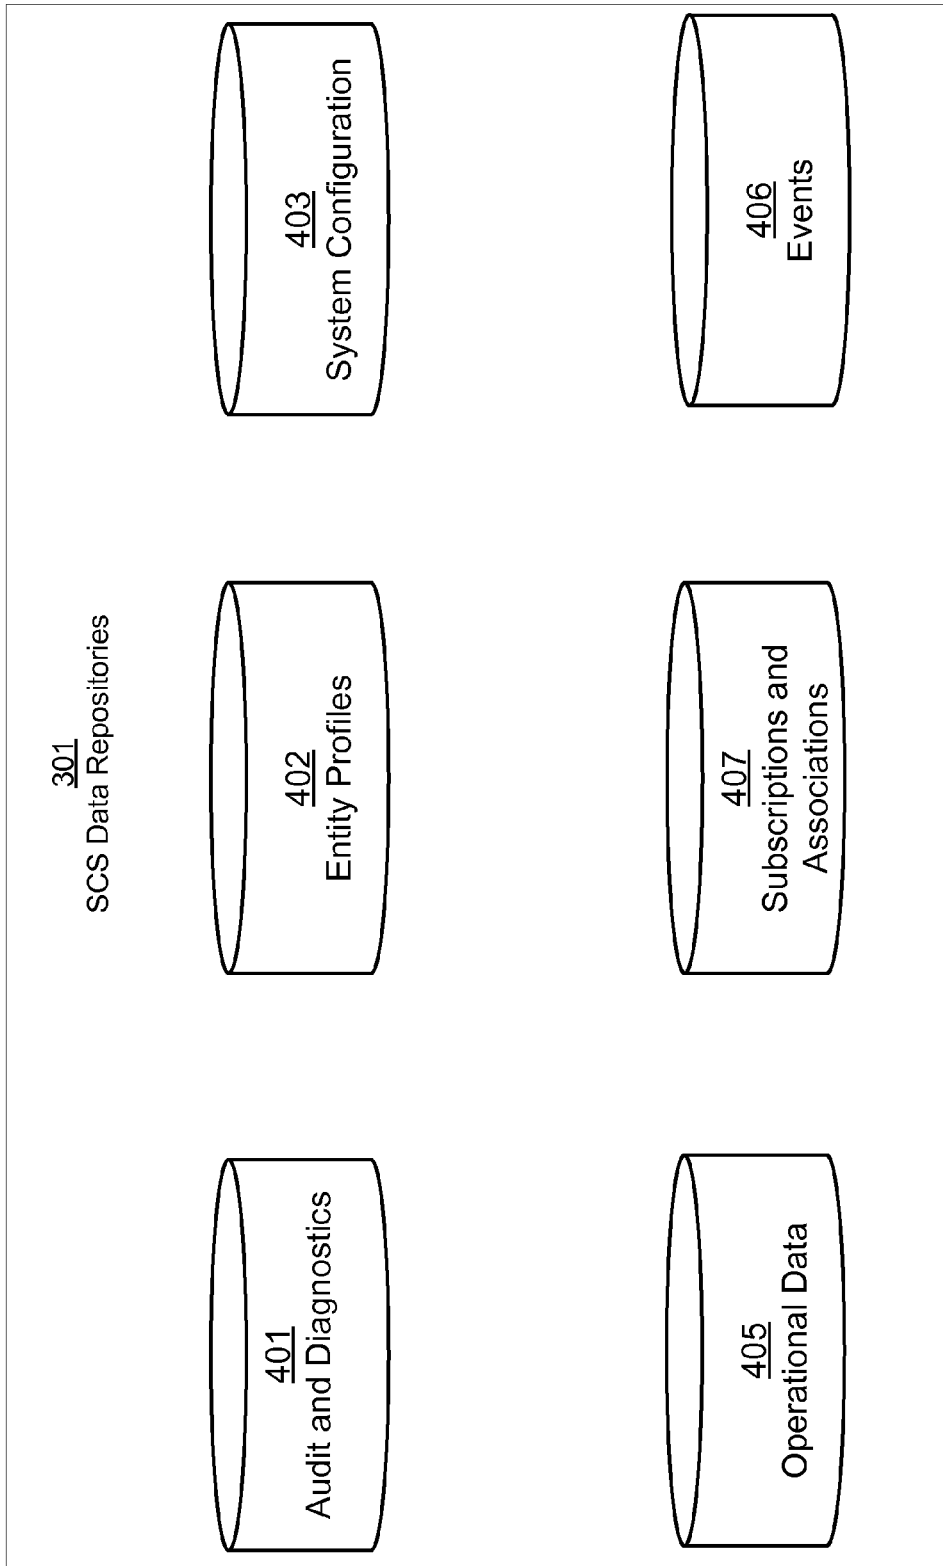 301
SCS Data Repositories
401
Audit and Diagnostics
402
Entity Profiles
403
System Configuration
405
Operational Data
407
Subscriptions and
Associations
406
Events